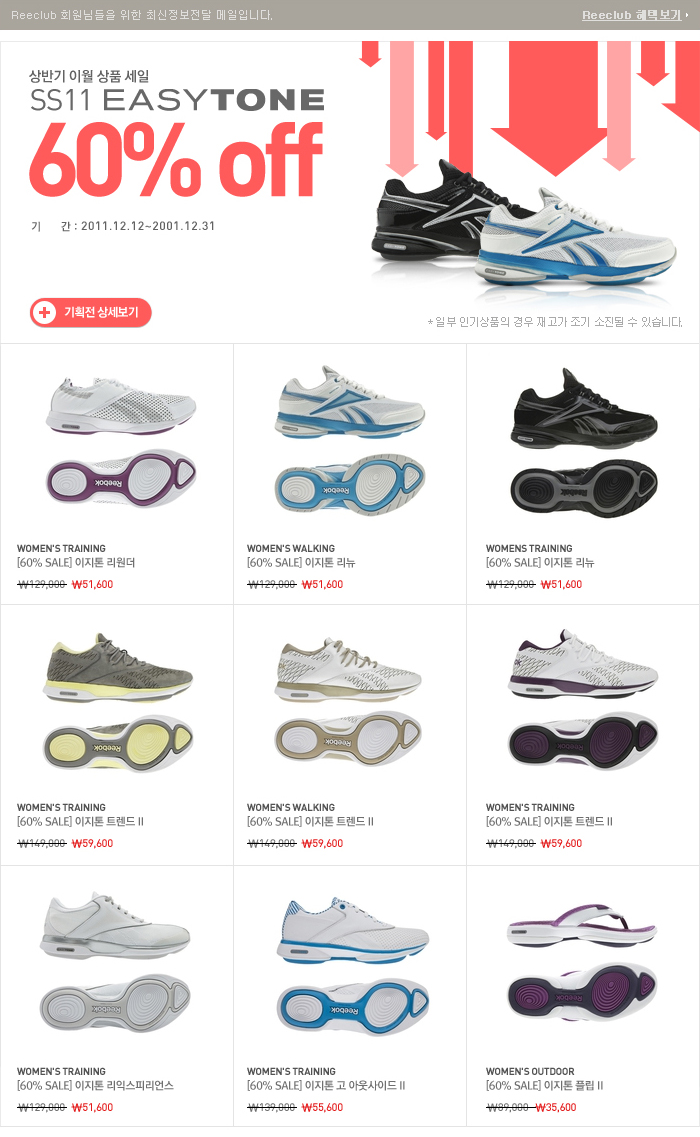 Reeclub 회원님들을 위한 최신정보전달 메일입니다.
Reeclub 혜택보기
상반기 이월 상품 세일
SS11 EASYTONE
60% off
기 간 : 2011.12.12~2001.12.31
기획전 상세보기
* 일부 인기상품의 경우 재고가 조기 소진될 수 있습니다.
Reebok
Reebok
Reebok
WOMEN'S TRAINING
[60% SALE] 이지톤 리원더
₩129,000 ₩51,600
WOMEN'S WALKING
[60% SALE] 이지톤 리뉴
₩129,000 ₩51,600
WOMENS TRAINING
[60% SALE] 이지톤 리뉴
₩129,000 ₩51,600
Reebok
Reebok
Reebok
WOMEN'S TRAINING
[60% SALE] 이지톤 트렌드 II
₩149,000 ₩59,600
WOMEN'S WALKING
[60% SALE] 이지톤 트렌드 II
₩149,000 ₩59,600
WOMEN'S TRAINING
[60% SALE] 이지톤 트렌드 II
₩149,000 ₩59,600
Reebok
Reebok
Reebok
WOMEN'S TRAINING
[60% SALE] 이지톤 리익스피리언스
₩129,000 ₩51,600
WOMEN'S TRAINING
[60% SALE] 이지톤 고 아웃사이드 II
₩139,000 ₩55,600
WOMEN'S OUTDOOR
[60% SALE] 이지톤 플립 II
₩89,000 ₩35,600